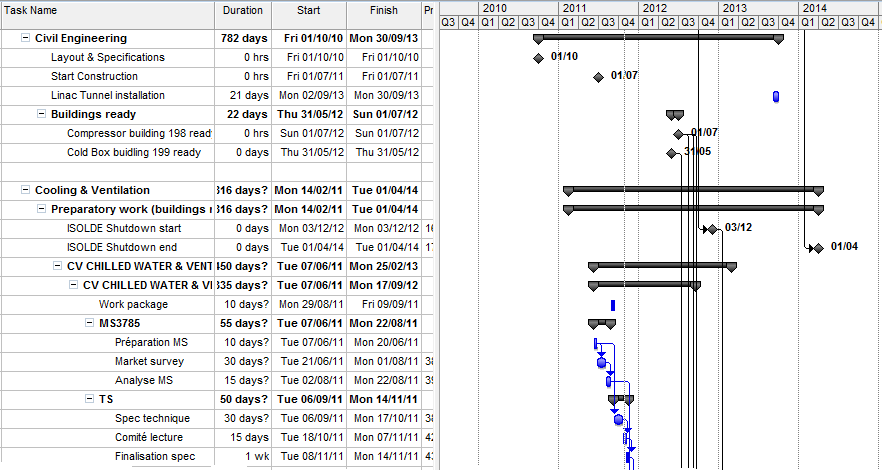 Task Name Duration Start Finish 2010 2011 2012 2013 2014
Q3 Q4 Q1 Q2 Q3 Q4 Q1 Q2 Q3 Q4 Q1 Q2 Q3 Q4 Q1 Q2 Q3 Q4 Q1 Q2 Q3 Q4
Civil Engineering 782 days Fri 01/10/10 Mon 30/09/13
Layout & Specifications 0 hrs Fri 01/10/10 Fri 01/10/10 01/10
Start Construction 0 hrs Fri 01/07/11 Fri 01/07/11 01/07
Linac Tunnel installation 21 days Mon 02/09/13 Mon 30/09/13
Buildings ready 22 days Thu 31/05/12 Sun 01/07/12
Compressor building 198 ready 0 hrs Sun 01/07/12 Sun 01/07/12 01/07
Cold Box buidling 199 ready 0 days Thu 31/05/12 Thu 31/05/12 31/05
Cooling & Ventilation 316 days? Mon 14/02/11 Tue 01/04/14
Preparatory work (buildings 316 days? Mon 14/02/11 Tue 01/04/14
ISOLDE Shutdown start 0 days Mon 03/12/12 Mon 03/12/12 03/12
ISOLDE Shutdown end 0 days Tue 01/04/14 Tue 01/04/14 01/04
CV CHILLED WATER & VENT 450 days? Tue 07/06/11 Mon 25/02/13
CV CHILLED WATER & 335 days? Tue 07/06/11 Mon 17/09/12
Work package 10 days? Mon 29/08/11 Fri 09/09/11
MS3785 55 days? Tue 07/06/11 Mon 22/08/11
Préparation MS 10 days? Tue 07/06/11 Mon 20/06/11
Market survey 30 days? Tue 21/06/11 Mon 01/08/11
Analyse MS 15 days? Tue 02/08/11 Mon 22/08/11
TS 50 days? Tue 06/09/11 Mon 14/11/11
Spec technique 30 days? Tue 06/09/11 Mon 17/10/11
Comité lecture 15 days Tue 18/10/11 Mon 07/11/11
Finalisation spec 1 wk Tue 08/11/11 Mon 14/11/11